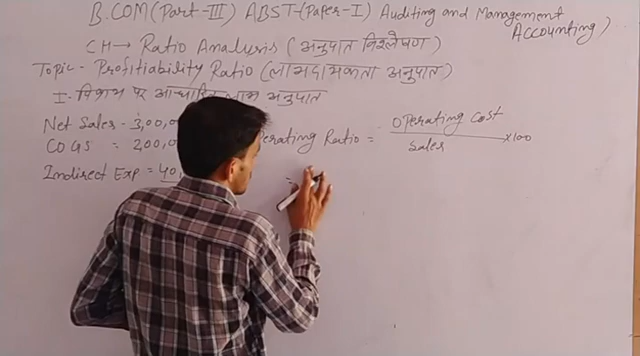 B.COM (Part-III) ABST-(Paper-I) Auditing and Management Accounting)
CH→ Ratio Analysis (अनुपात विश्लेषण)
Topic- Profitiability Ratio (लाभदायकता अनुपात)
I- विक्रय पर आधारित लाभ अनुपात
Net Sales - 3,00,0
COGS = 200,0
Indirect Exp = 40,
perating Ratio = Operating Cost
Sales ×100
=